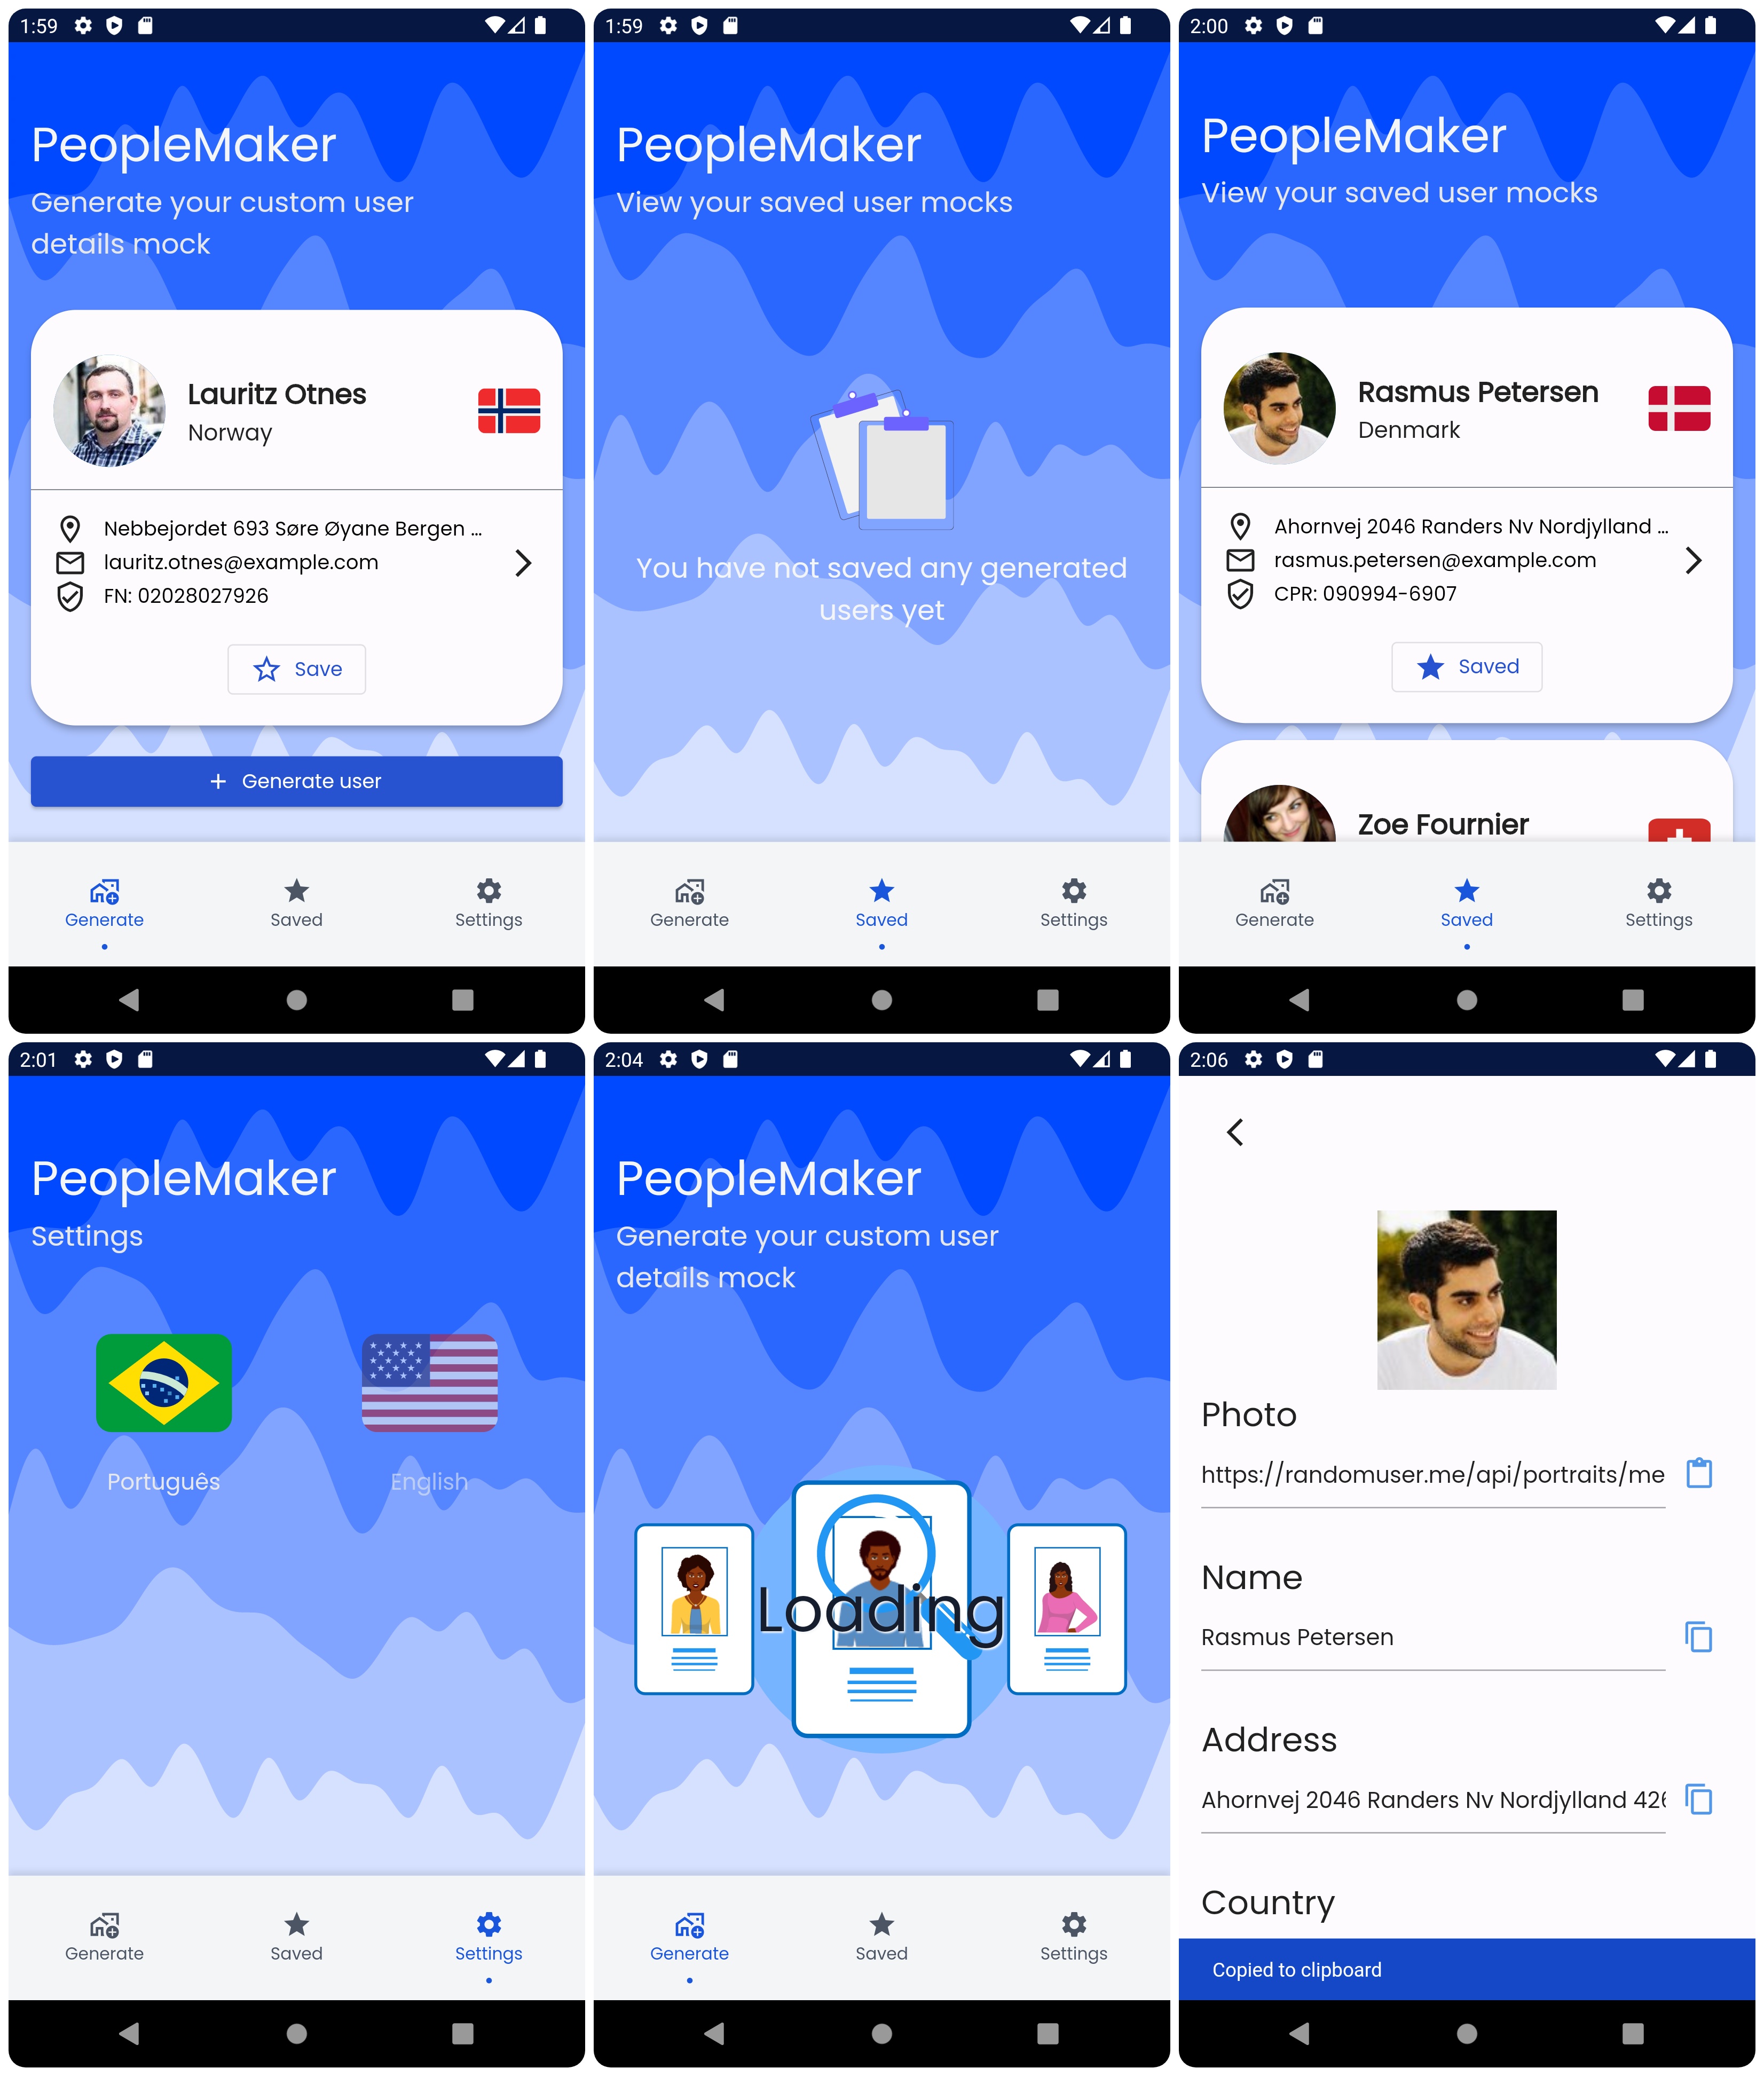 1:59
PeopleMaker
Generate your custom user
details mock
Lauritz Otnes
Norway
Nebbejordet 693 Søre Øyane Bergen ...
lauritz.otnes@example.com
FN: 02028027926
Save
+ Generate user
Generate
Saved
Settings
1:59
PeopleMaker
View your saved user mocks
You have not saved any generated
users yet
Generate
Saved
Settings
2:00
PeopleMaker
View your saved user mocks
Rasmus Petersen
Denmark
Ahornvej 2046 Randers Nv Nordjylland ...
rasmus.petersen@example.com
CPR: 090994-6907
Saved
Zoe Fournier
Generate
Saved
Settings
2:01
PeopleMaker
Settings
Português
English
Generate
Saved
Settings
2:04
PeopleMaker
Generate your custom user
details mock
Loading
Generate
Saved
Settings
2:06
Photo
https://randomuser.me/api/portraits/me
Name
Rasmus Petersen
Address
Ahornvej 2046 Randers Nv Nordjylland 426
Country
Copied to clipboard